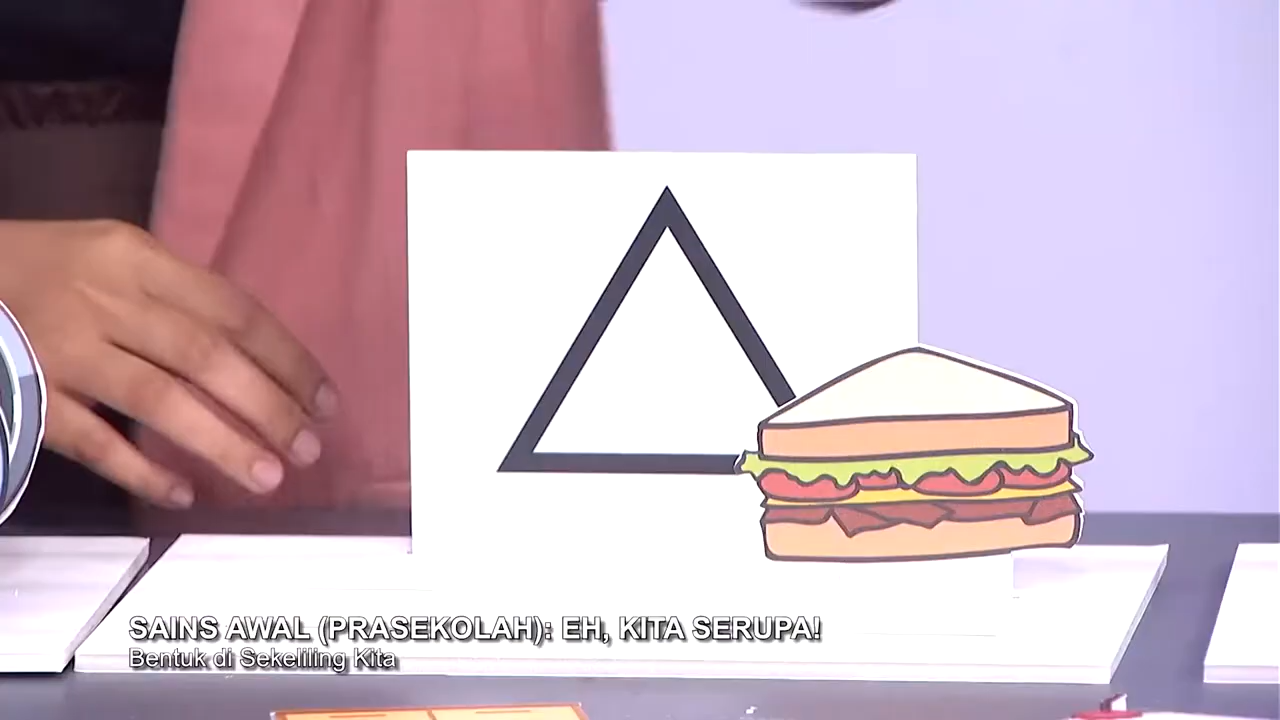 SAINS AWAL (PRASEKOLAH): EH, KITA SERUPA!
Bentuk di Sekeliling Kita